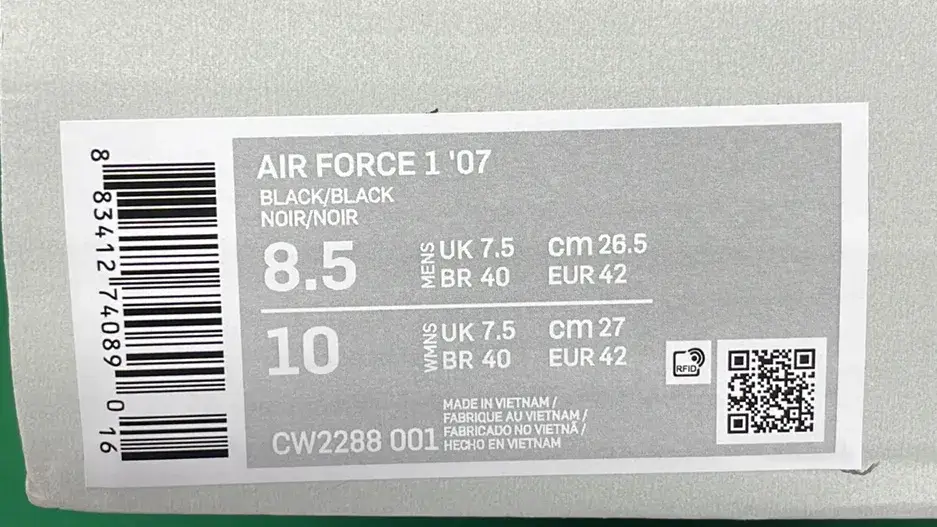 8 83412 74089 0 16
AIR FORCE 1 '07
BLACK/BLACK
NOIR/NOIR
8.5 MENS UK 7.5 cm 26.5
BR 40 EUR 42
10 WMNS UK 7.5 cm 27
BR 40 EUR 42
RFID
MADE IN VIETNAM /
FABRIQUE AU VIETNAM /
FABRICADO NO VIETNÃ /
CW2288 001 HECHO EN VIETNAM